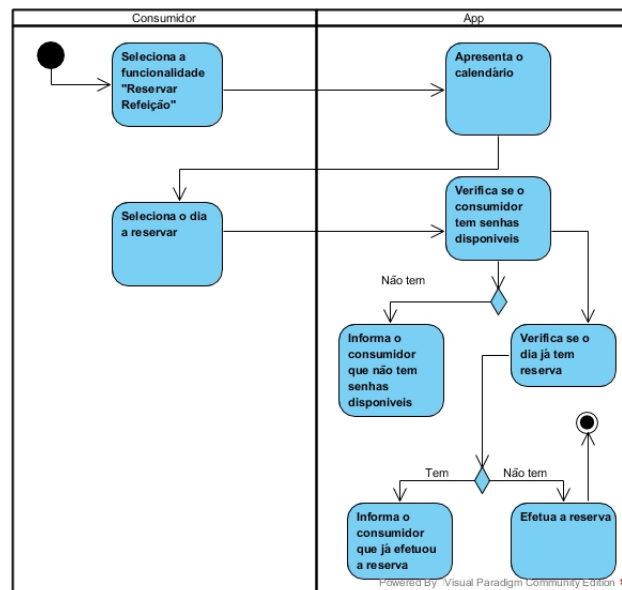 Consumidor
App
Seleciona a
funcionalidade
"Reservar
Refeição"
Apresenta o
calendário
Seleciona o dia
a reservar
Verifica se o
consumidor
tem senhas
disponiveis
Não tem
Informa o
consumidor
que não tem
senhas
disponiveis
Verifica se o
dia já tem
reserva
Tem
Não tem
Informa o
consumidor
que já efetuou
a reserva
Efetua a reserva
Powered By Visual Paradigm Community Edition